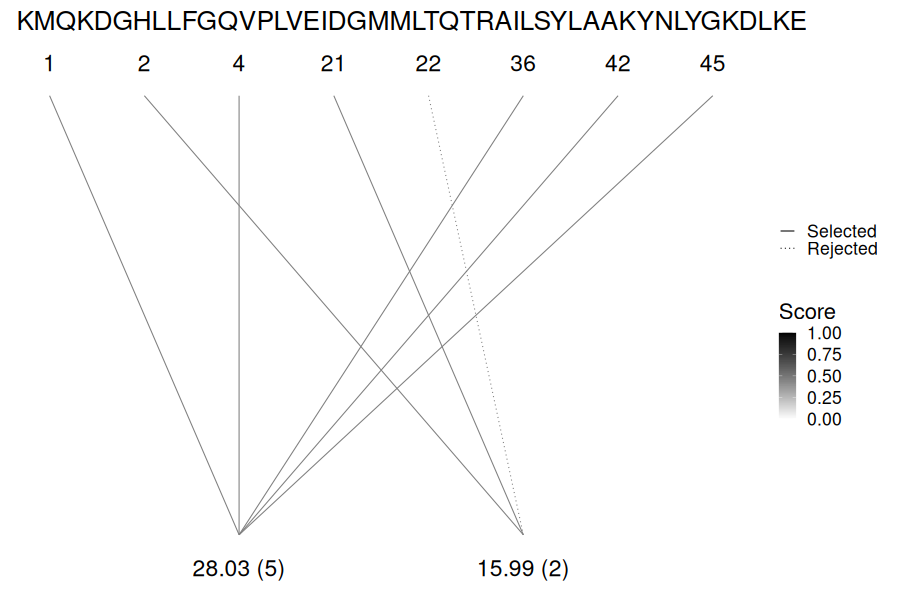 KMQKDGHLLFGQVPLVEIDGMMLTQTRAILSYLAAKYNLYGKDLKE
1 2 4 21 22 36 42 45
Selected
Rejected
Score
1.00
0.75
0.50
0.25
0.00
28.03 (5) 15.99 (2)